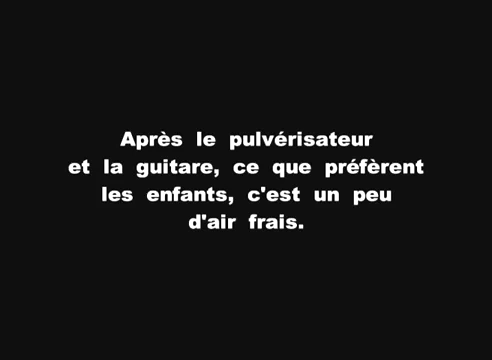 Après le pulvérisateur
et la guitare, ce que préfèrent
les enfants, c'est un peu
d'air frais.